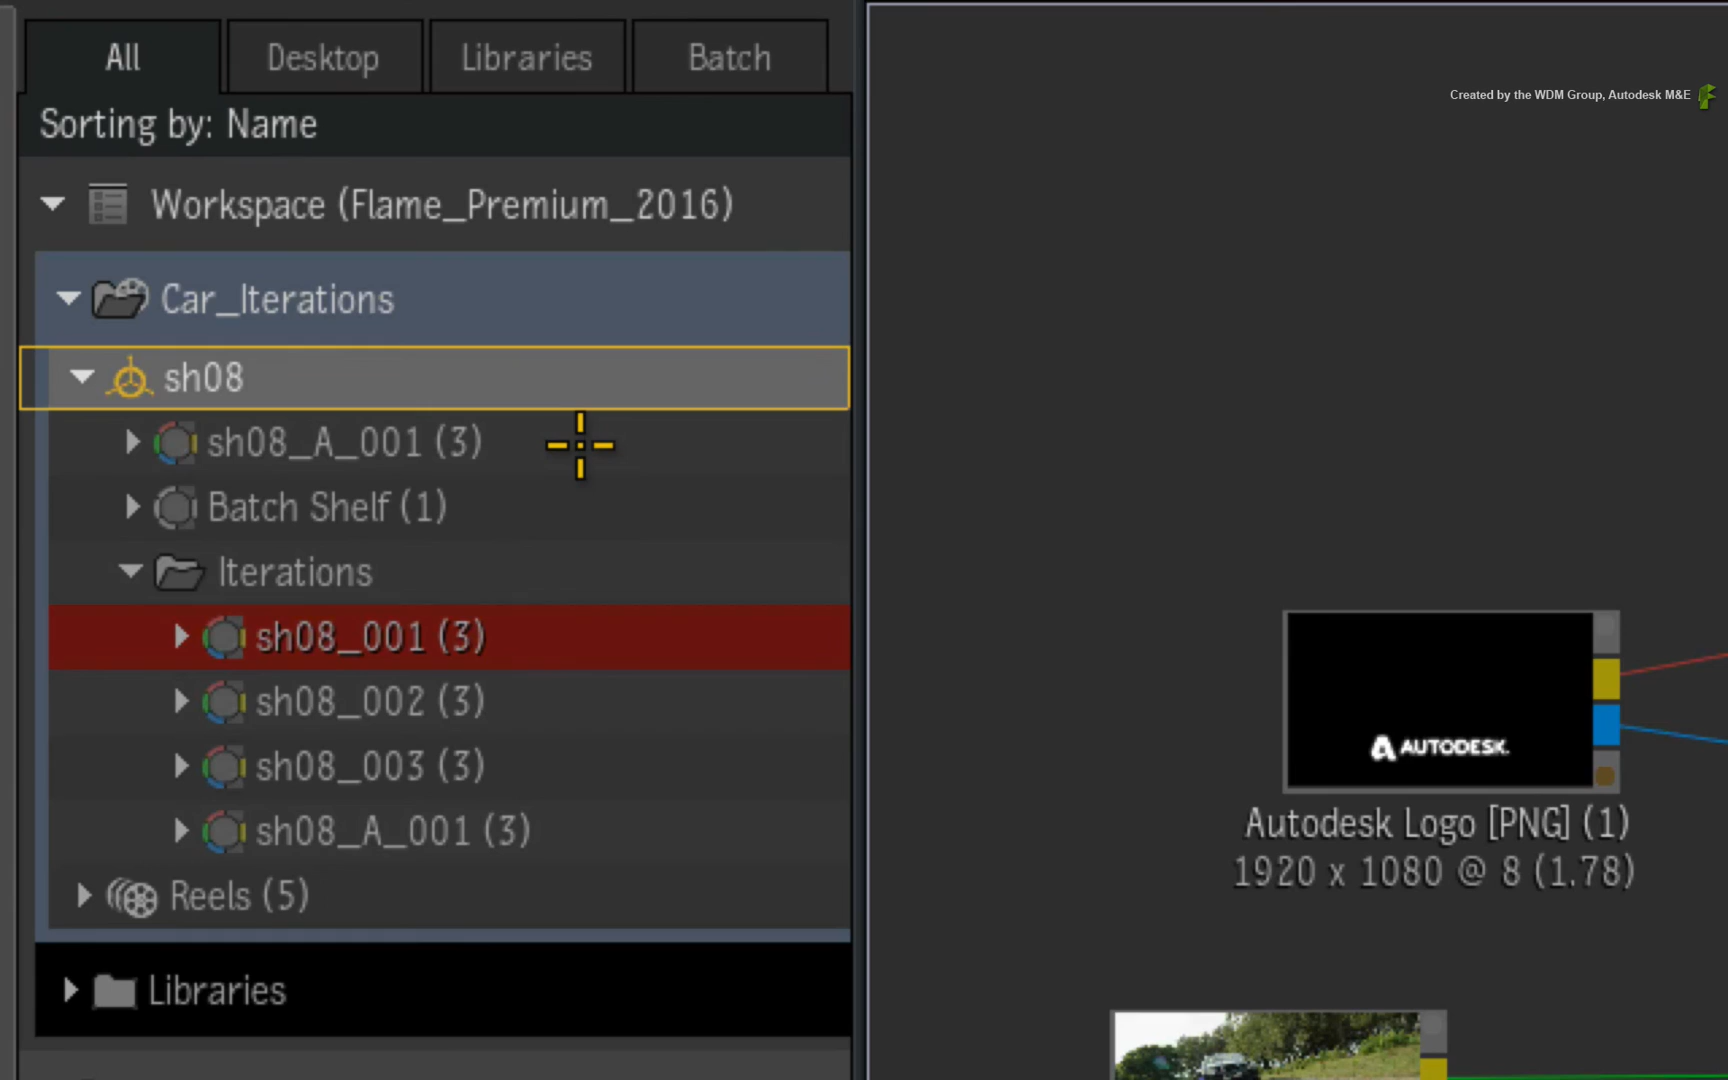 All
Desktop
Libraries
Batch
Created by the WDM Group, Autodesk M&E
Sorting by: Name
Workspace (Flame_Premium_2016)
Car_Iterations
sh08
sh08_A_001 (3)
Batch Shelf (1)
Iterations
sh08_001 (3)
sh08_002 (3)
sh08_003 (3)
sh08_A_001 (3)
Reels (5)
Libraries
AUTODESK.
Autodesk Logo [PNG] (1)
1920 x 1080 @ 8 (1.78)